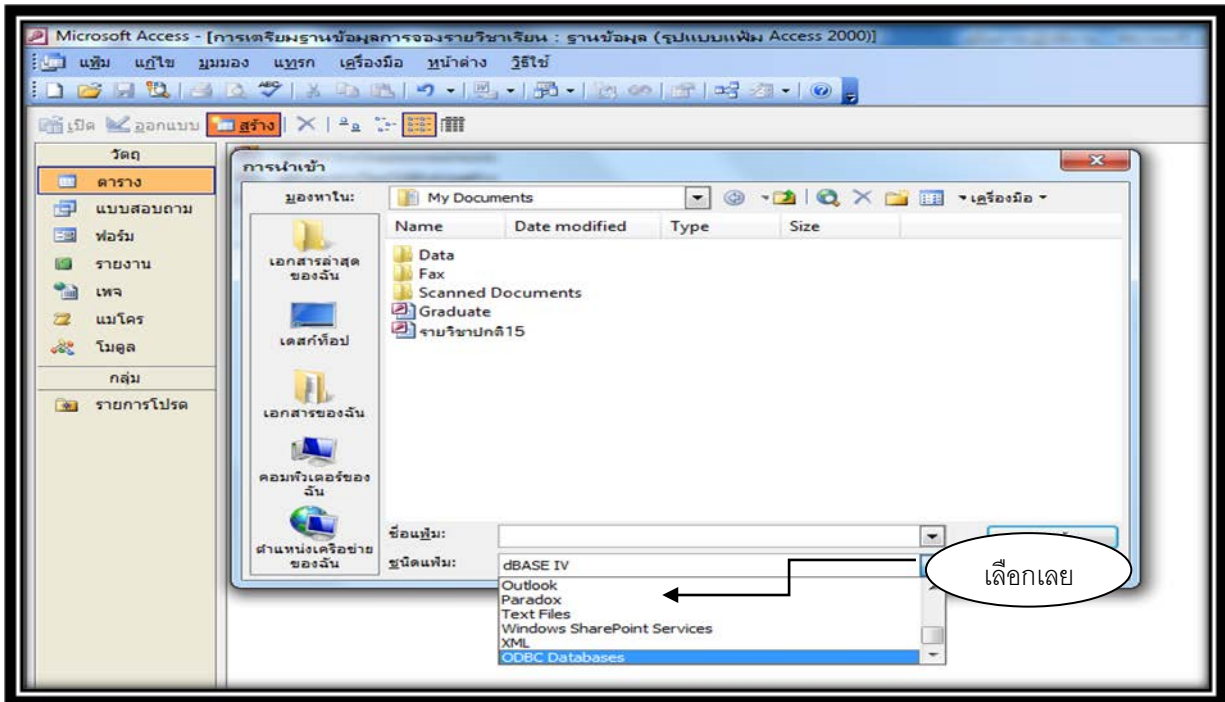 Microsoft Access - [การเตรียมฐานข้อมูลการจองรายวิชาเรียน : ฐานข้อมูล (รูปแบบแฟ้ม Access 2000)]
แฟ้ม แก้ไข มุมมอง แทรก เครื่องมือ หน้าต่าง วิธีใช้
เปิด ออกแบบ สร้าง
วัตถุ
ตาราง
แบบสอบถาม
ฟอร์ม
รายงาน
เพจ
แมโคร
โมดูล
กลุ่ม
รายการโปรด
การนำเข้า
มองหาใน: My Documents เครื่องมือ
Name Date modified Type Size
Data
Fax
Scanned Documents
Graduate
รายวิชาปกติ15
เอกสารล่าสุด
ของฉัน
เดสก์ท็อป
เอกสารของฉัน
คอมพิวเตอร์ของ
ฉัน
ตำแหน่งเครือข่าย
ของฉัน
ชื่อแฟ้ม:
ชนิดแฟ้ม: dBASE IV
Outlook
Paradox
Text Files
Windows SharePoint Services
XML
ODBC Databases
เลือกเลย